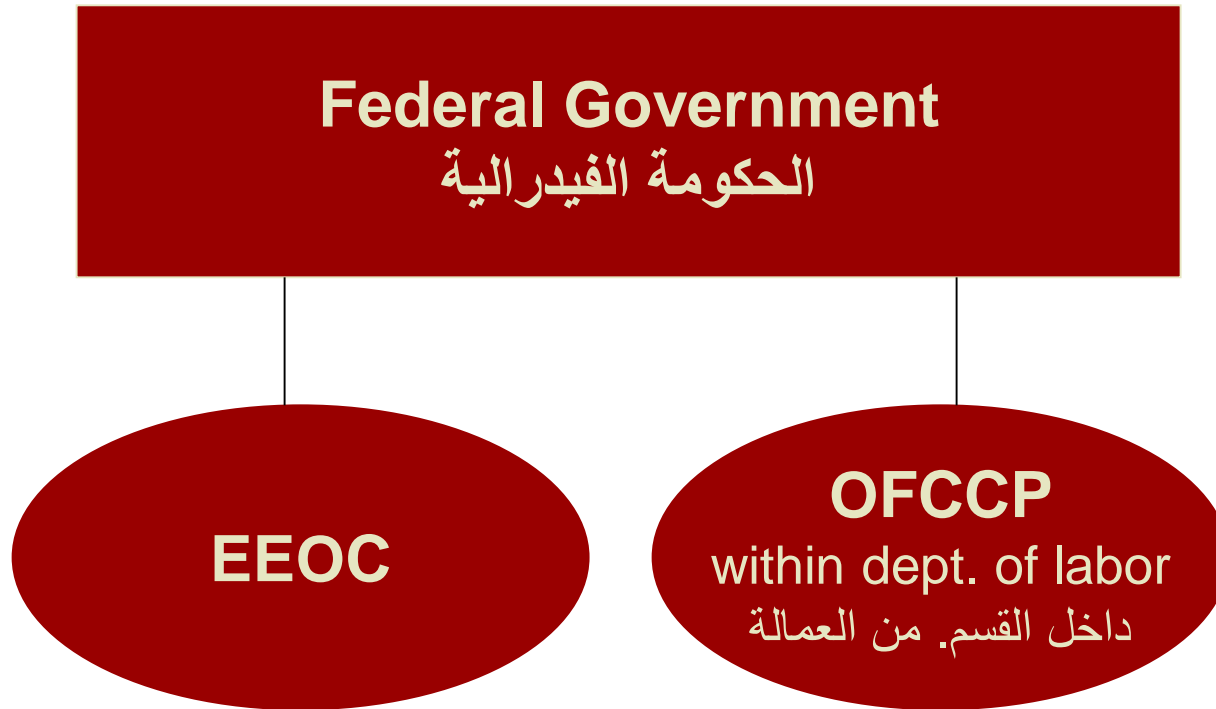 Federal Government
الحكومة الفيدرالية
EEOC
OFCCP
within dept. of labor
داخل القسم. من العمالة